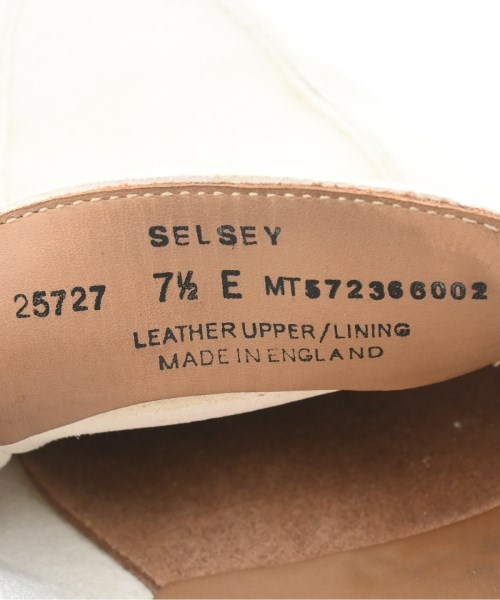 SELSEY
25727 7½ E MT572366002
LEATHER UPPER/LINING
MADE IN ENGLAND